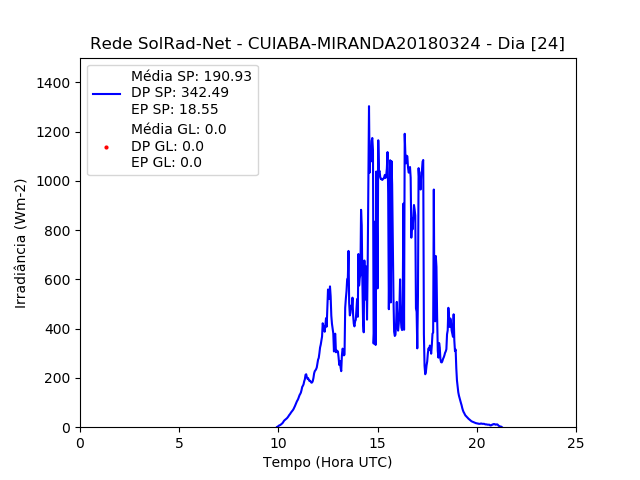 Rede SolRad-Net - CUIABA-MIRANDA20180324 - Dia [24]
Média SP: 190.93
DP SP: 342.49
EP SP: 18.55
Média GL: 0.0
DP GL: 0.0
EP GL: 0.0
Irradiância (Wm-2)
1400
1200
1000
800
600
400
200
0
0 5 10 15 20 25
Tempo (Hora UTC)